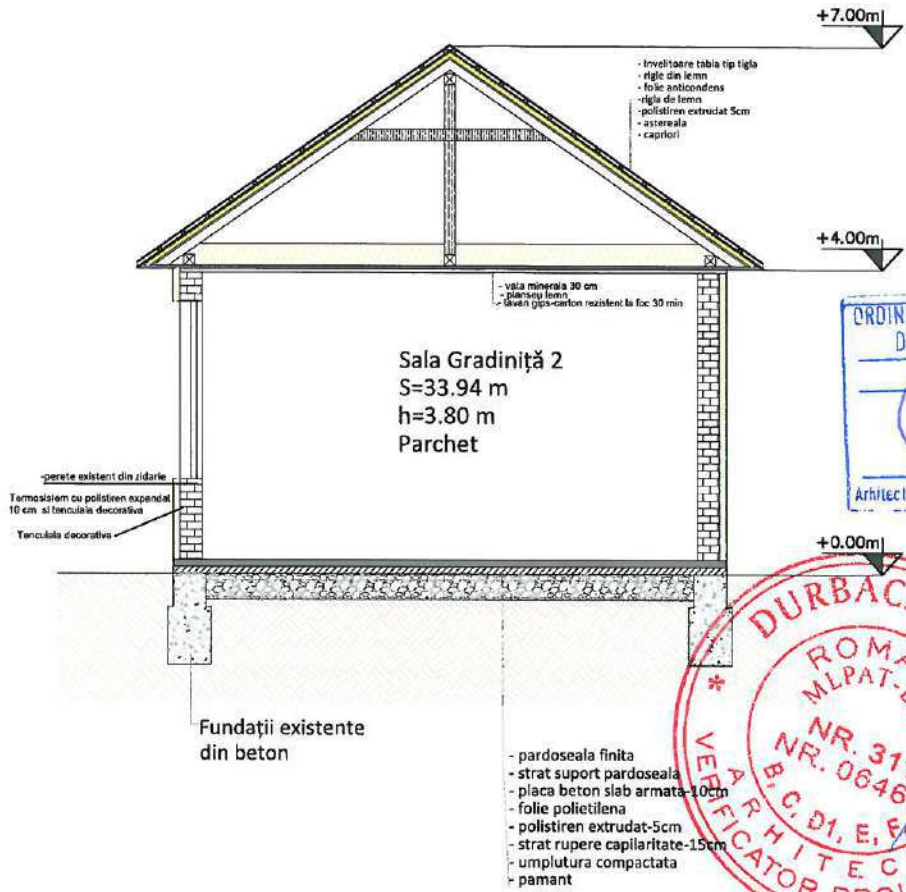 +7.00m
- invelitoare tabla tip tigla
- rigle din lemn
- folie anticondens
-rigla de lemn
-polistiren extrudat 5cm
- astereala
- capriori
+4.00m
- vata minerala 30 cm
- planseu lemn
- tavan gips-carton rezistent la foc 30 min
Sala Gradiniță 2
S=33.94 m
h=3.80 m
Parchet
-perete existent din zidarie
Termosistem cu polistiren expandat
10 cm si tencuiala decorativa
Tencuiala decorativa
+0.00m
Fundații existente
din beton
- pardoseala finita
- strat suport pardoseala
- placa beton slab armata-10cm
- folie polietilena
- polistiren extrudat-5cm
- strat rupere capilaritate-15cm
- umplutura compactata
- pamant
ORDIN
D
Arhitect
DURBAC
ROMA
MLPAT-
NR. 311
NR. 0646
B, C, D1, E, F
ARHITEC
VERIFICATOR